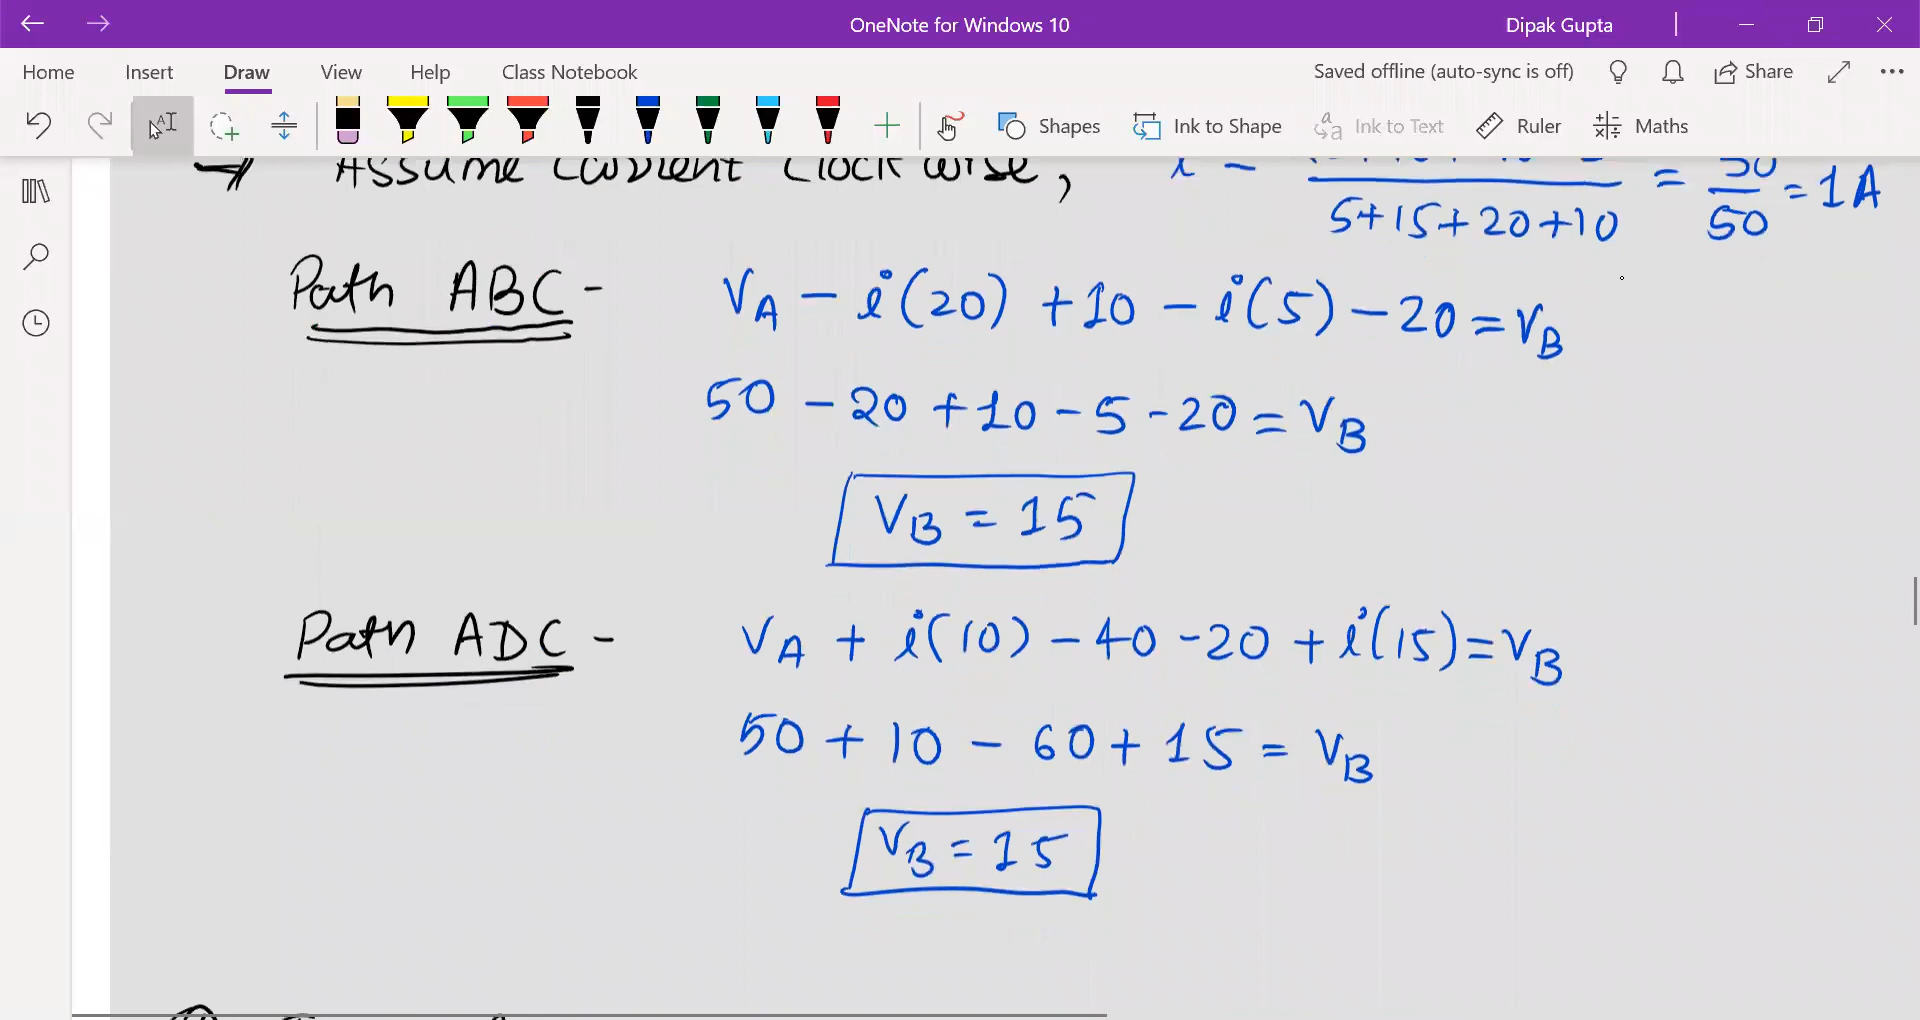 OneNote for Windows 10
Dipak Gupta
Home Insert Draw View Help Class Notebook
Saved offline (auto-sync is off) Share
Shapes Ink to Shape Ink to Text Ruler Maths
→ Assume Current Clockwise,
i = / 5+15+20+10 = 50/50 = 1A
Path ABC - VA - i(20) + 10 - i(5) - 20 = VB
50 - 20 + 10 - 5 - 20 = VB
VB = 15
Path ADC - VA + i(10) - 40 - 20 + i(15) = VB
50 + 10 - 60 + 15 = VB
VB = 15